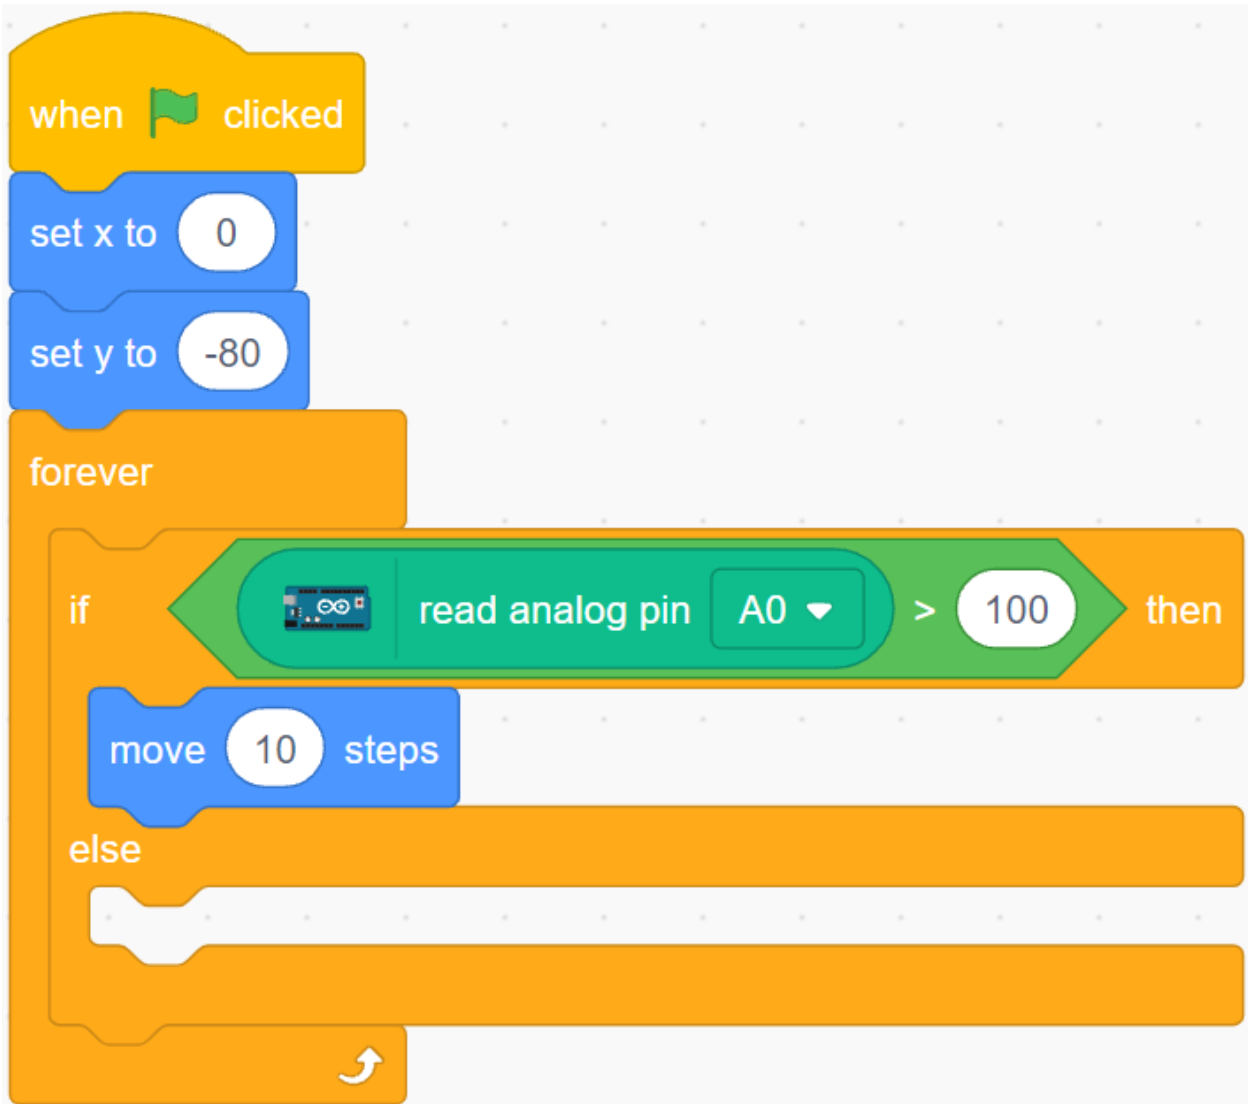 when clicked
set x to 0
set y to -80
forever
if read analog pin A0 > 100 then
move 10 steps
else